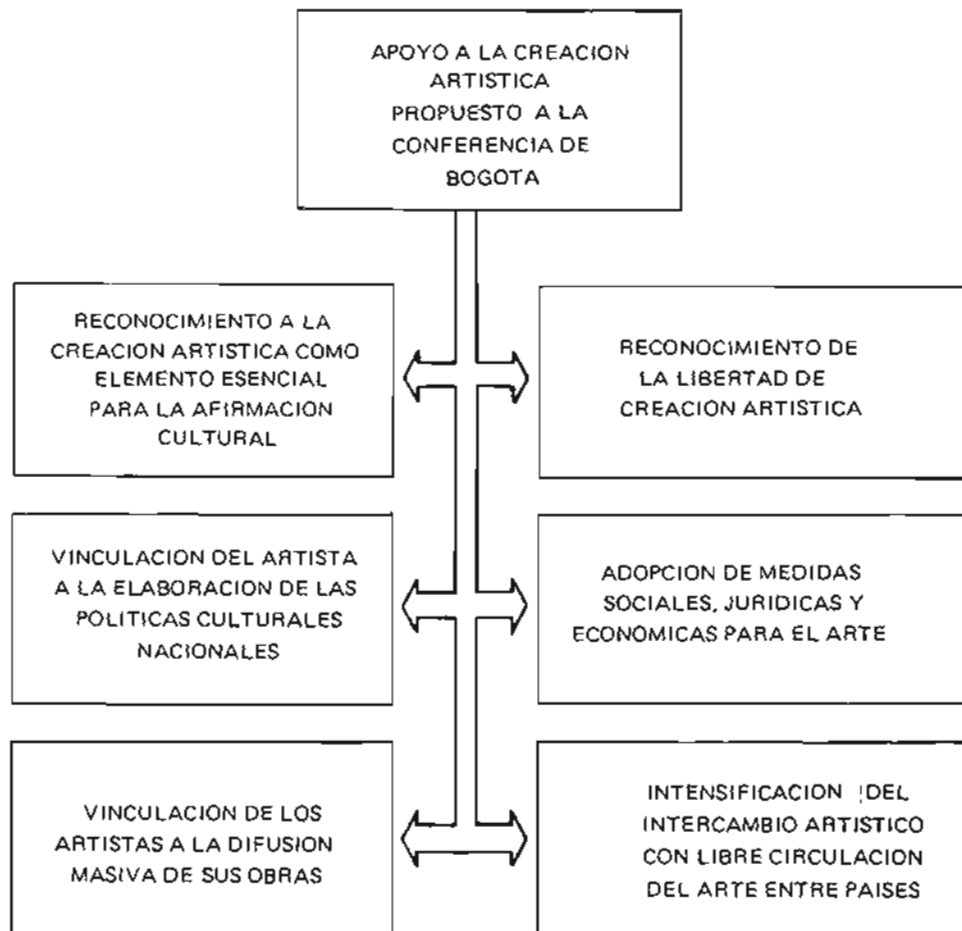 APOYO A LA CREACION
ARTISTICA
PROPUESTO A LA
CONFERENCIA DE
BOGOTA
RECONOCIMIENTO A LA
CREACION ARTISTICA COMO
ELEMENTO ESENCIAL
PARA LA AFIRMACION
CULTURAL
RECONOCIMIENTO DE
LA LIBERTAD DE
CREACION ARTISTICA
VINCULACION DEL ARTISTA
A LA ELABORACION DE LAS
POLITICAS CULTURALES
NACIONALES
ADOPCION DE MEDIDAS
SOCIALES, JURIDICAS Y
ECONOMICAS PARA EL ARTE
VINCULACION DE LOS
ARTISTAS A LA DIFUSION
MASIVA DE SUS OBRAS
INTENSIFICACION DEL
INTERCAMBIO ARTISTICO
CON LIBRE CIRCULACION
DEL ARTE ENTRE PAISES